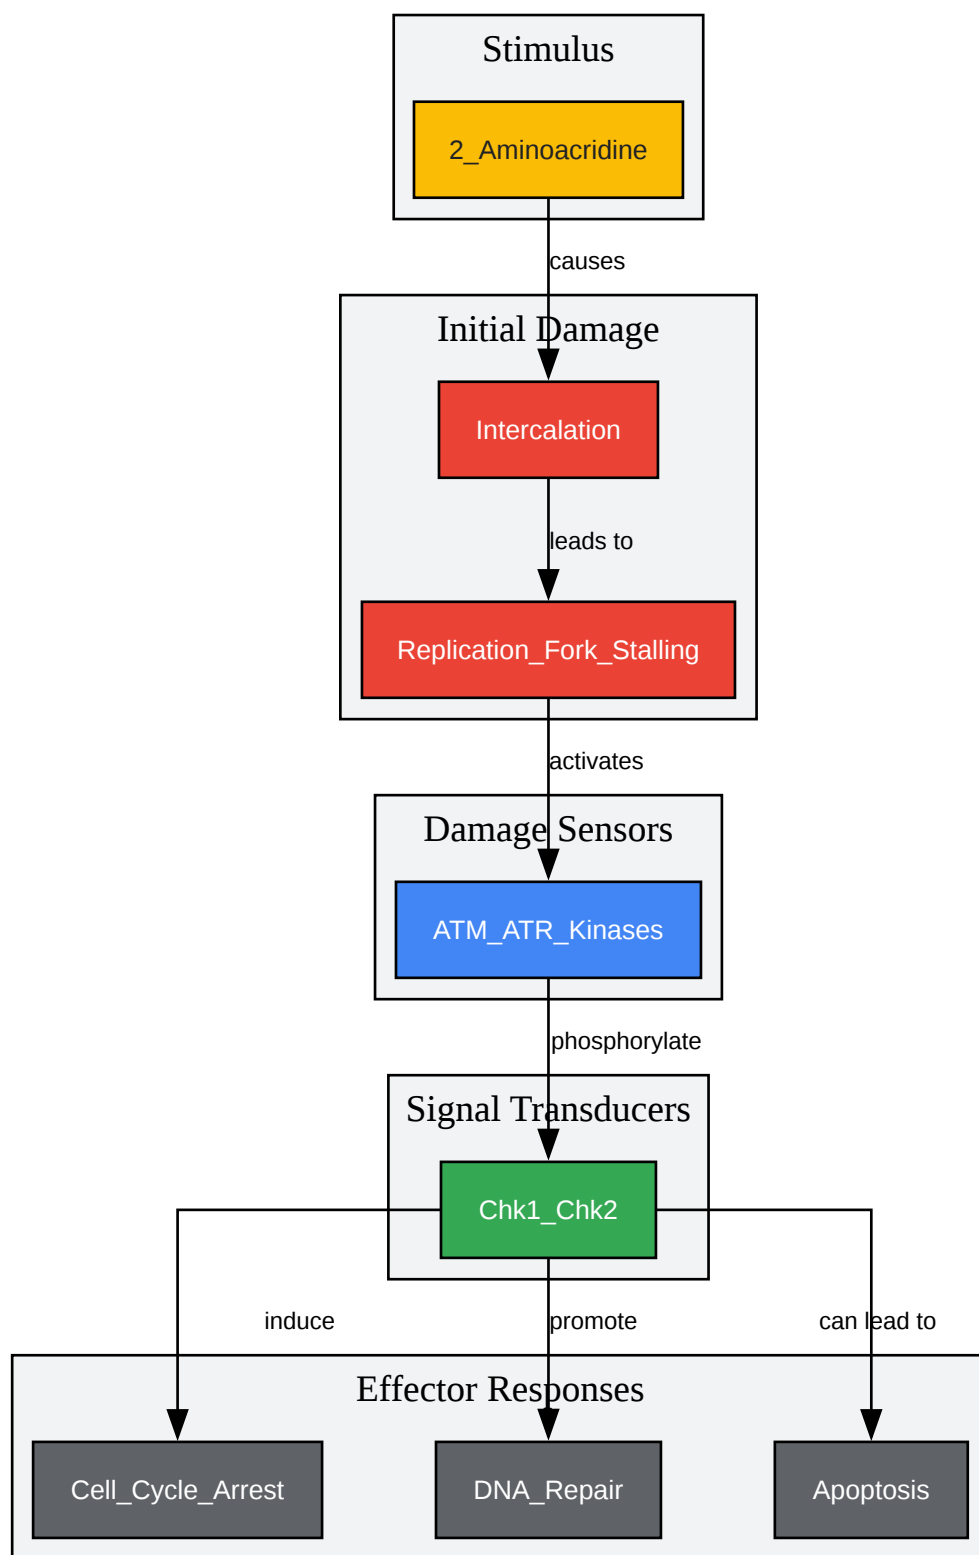 Stimulus
2_Aminoacridine
causes
Initial Damage
Intercalation
leads to
Replication_Fork_Stalling
activates
Damage Sensors
ATM_ATR_Kinases
phosphorylate
Signal Transducers
Chk1_Chk2
induce
promote
can lead to
Effector Responses
Cell_Cycle_Arrest
DNA_Repair
Apoptosis